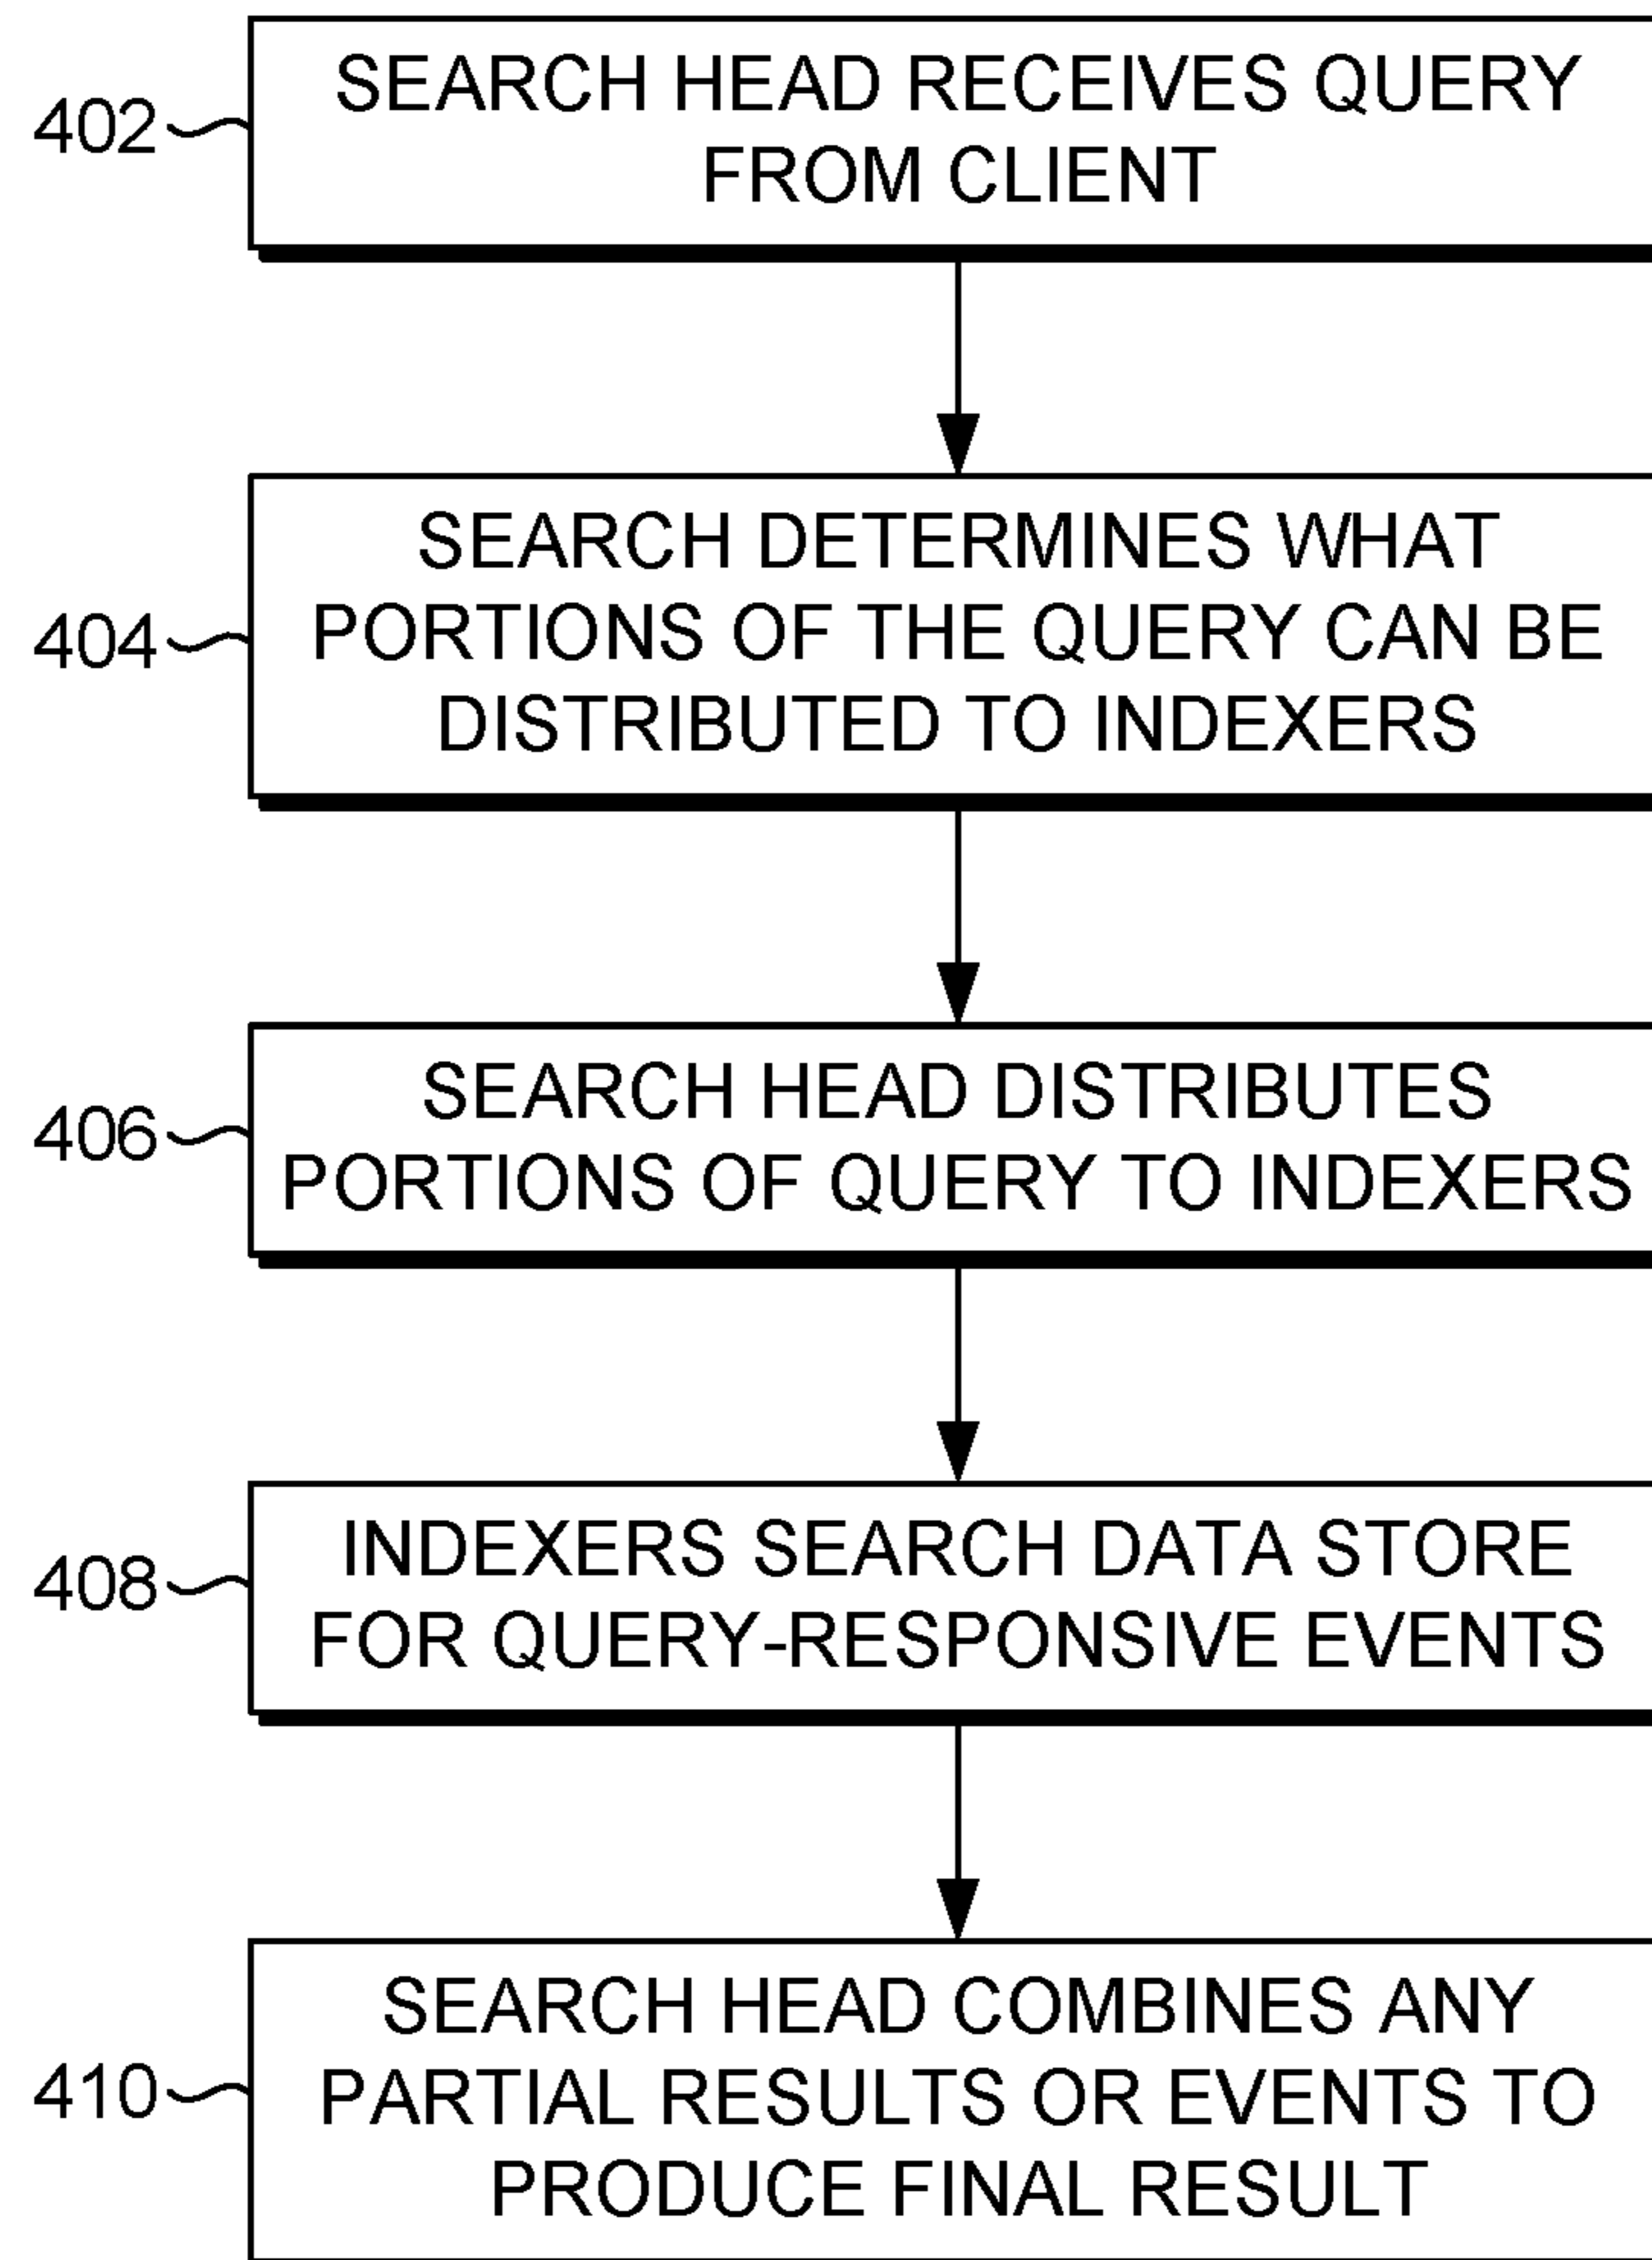 402
SEARCH HEAD RECEIVES QUERY
FROM CLIENT
404
SEARCH DETERMINES WHAT
PORTIONS OF THE QUERY CAN BE
DISTRIBUTED TO INDEXERS
406
SEARCH HEAD DISTRIBUTES
PORTIONS OF QUERY TO INDEXERS
408
INDEXERS SEARCH DATA STORE
FOR QUERY-RESPONSIVE EVENTS
410
SEARCH HEAD COMBINES ANY
PARTIAL RESULTS OR EVENTS TO
PRODUCE FINAL RESULT